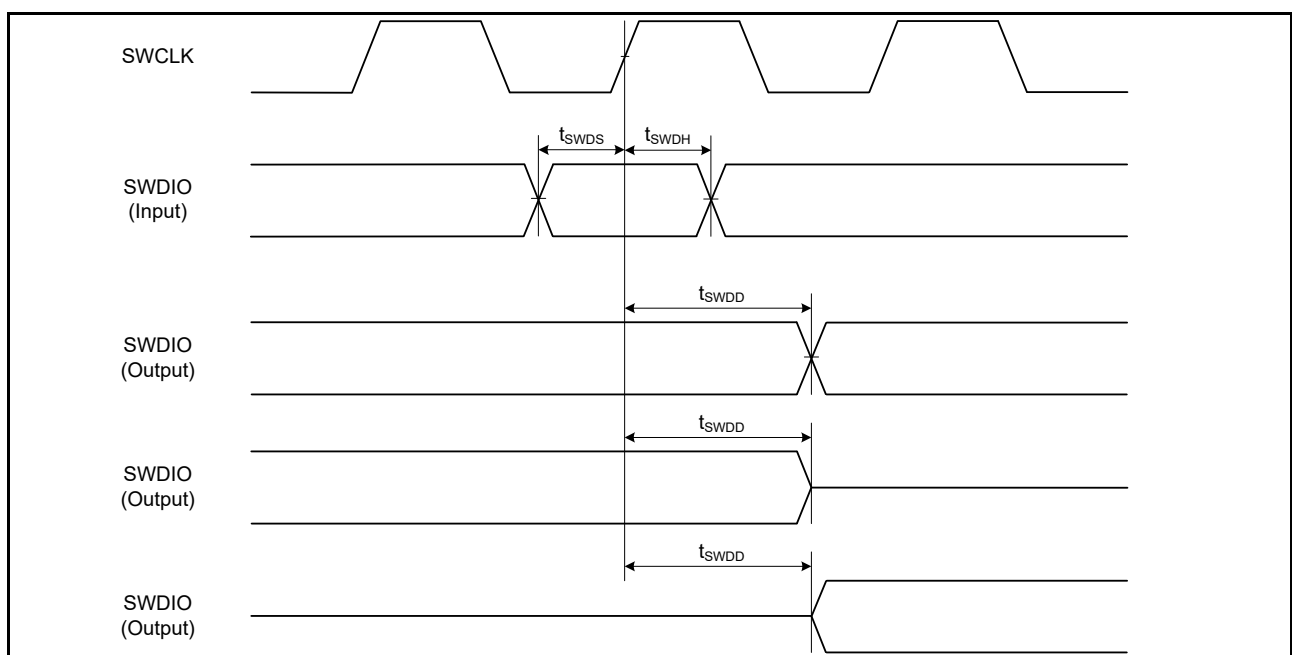 SWCLK
tSWDS
tSWDH
SWDIO
(Input)
tSWDD
SWDIO
(Output)
tSWDD
SWDIO
(Output)
tSWDD
SWDIO
(Output)